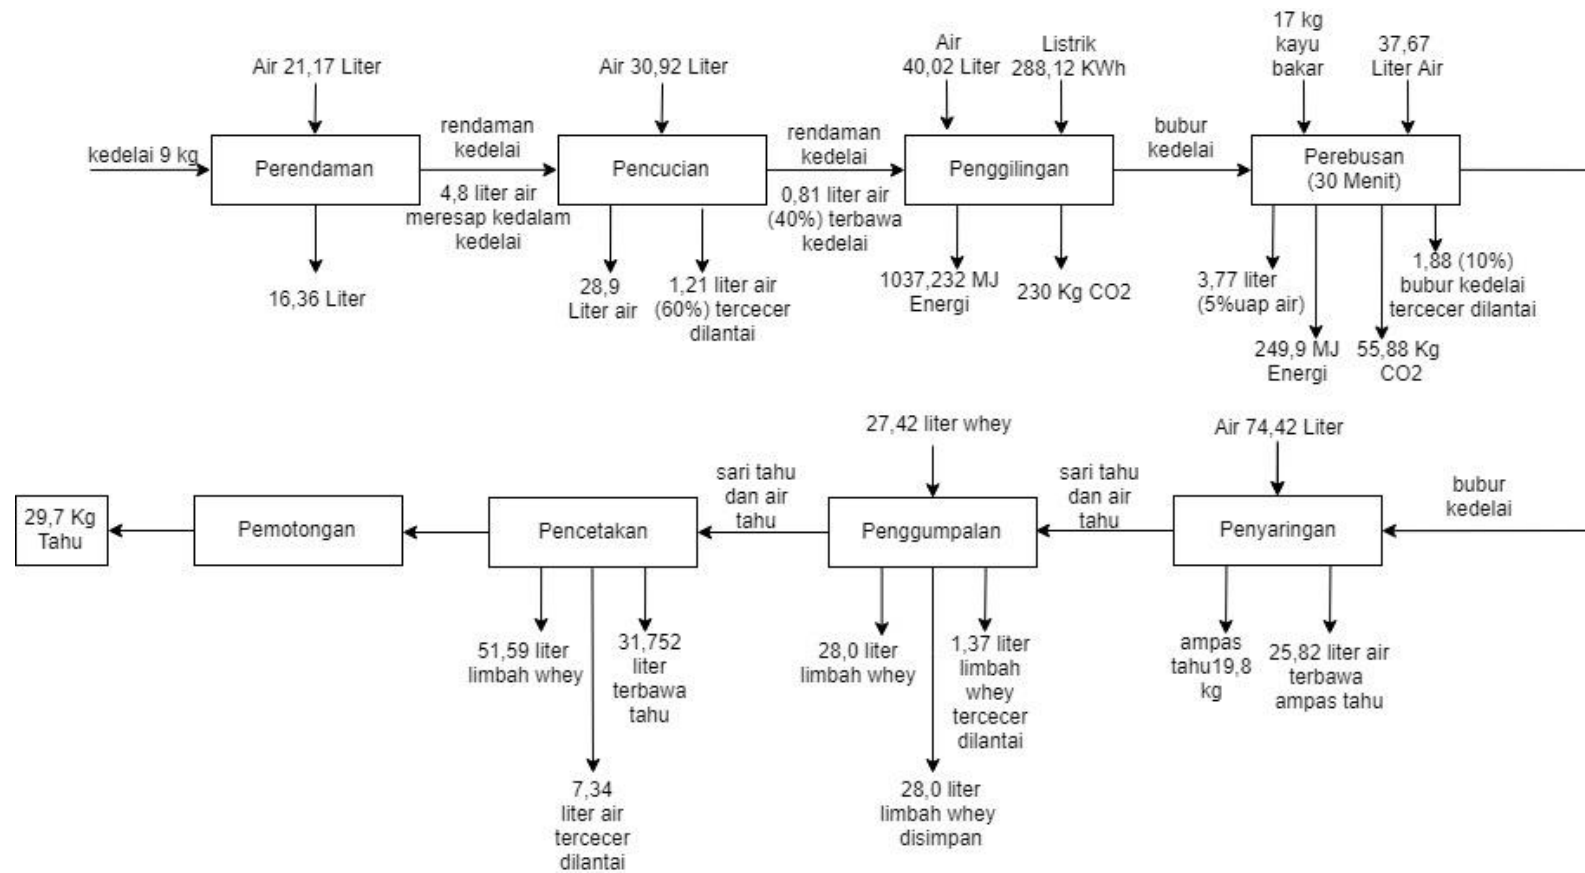 kedelai 9 kg
Air 21,17 Liter
Perendaman
16,36 Liter
rendaman
kedelai
4,8 liter air
meresap kedalam
kedelai
Air 30,92 Liter
Pencucian
28,9
Liter air
1,21 liter air
(60%) tercecer
dilantai
rendaman
kedelai
0,81 liter air
(40%) terbawa
kedelai
Air
40,02 Liter
Listrik
288,12 KWh
Penggilingan
1037,232 MJ
Energi
230 Kg CO2
bubur
kedelai
17 kg
kayu
bakar
37,67
Liter Air
Perebusan
(30 Menit)
3,77 liter
(5%uap air)
249,9 MJ
Energi
55,88 Kg
CO2
1,88 (10%)
bubur kedelai
tercecer dilantai
bubur
kedelai
Air 74,42 Liter
Penyaringan
ampas
tahu19,8
kg
25,82 liter air
terbawa
ampas tahu
sari tahu
dan air
tahu
27,42 liter whey
Penggumpalan
28,0 liter
limbah whey
28,0 liter
limbah whey
disimpan
1,37 liter
limbah
whey
tercecer
dilantai
sari tahu
dan air
tahu
Pencetakan
51,59 liter
limbah whey
7,34
liter air
tercecer
dilantai
31,752
liter
terbawa
tahu
Pemotongan
29,7 Kg
Tahu